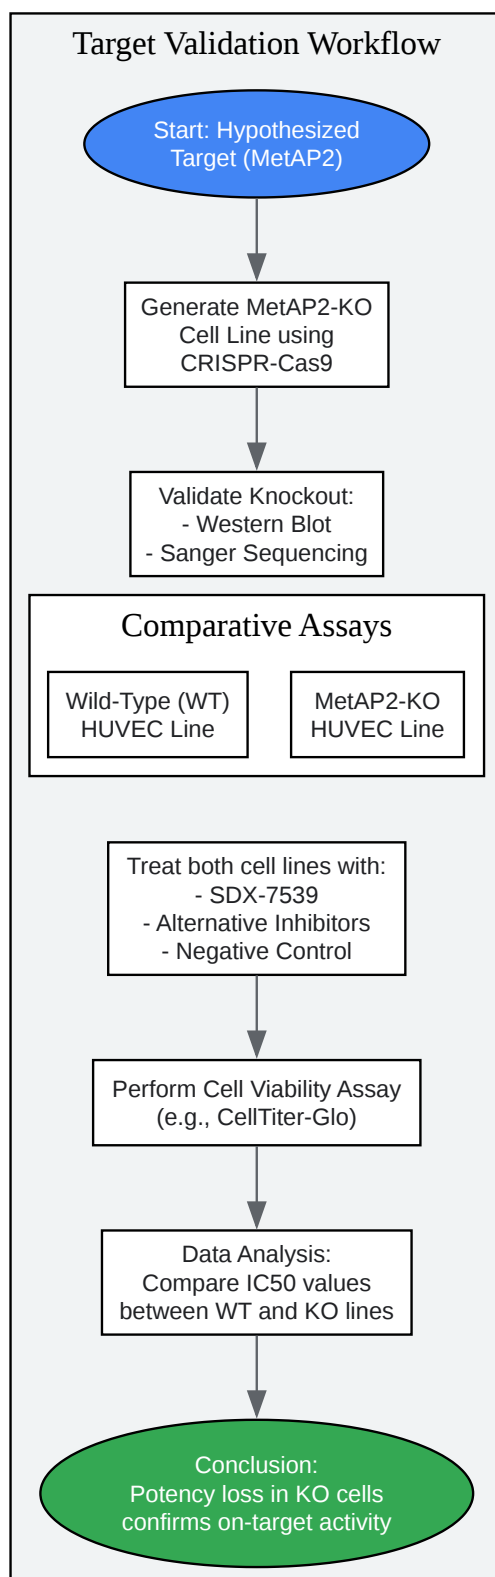 Target Validation Workflow
Start: Hypothesized
Target (MetAP2)
Generate MetAP2-KO
Cell Line using
CRISPR-Cas9
Validate Knockout:
- Western Blot
- Sanger Sequencing
Comparative Assays
Wild-Type (WT)
HUVEC Line
MetAP2-KO
HUVEC Line
Treat both cell lines with:
- SDX-7539
- Alternative Inhibitors
- Negative Control
Perform Cell Viability Assay
(e.g., CellTiter-Glo)
Data Analysis:
Compare IC50 values
between WT and KO lines
Conclusion:
Potency loss in KO cells
confirms on-target activity